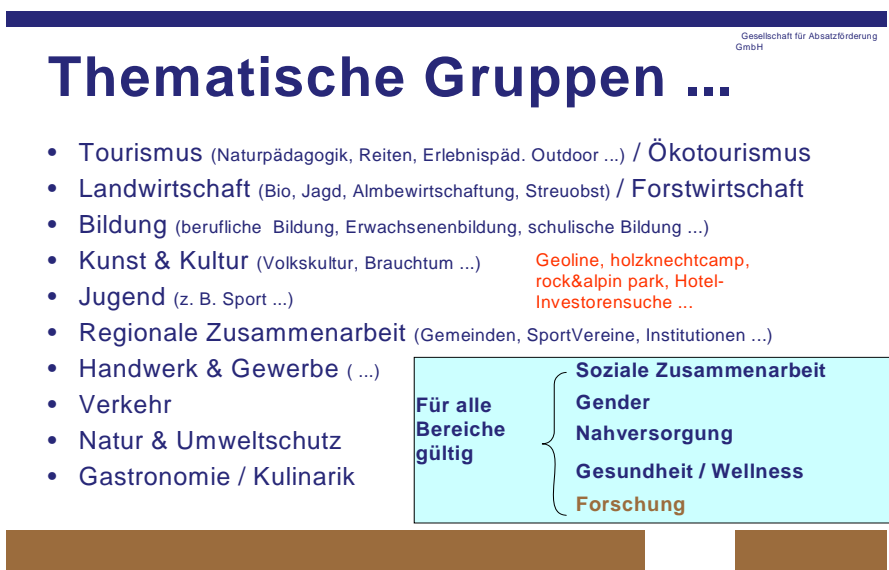 Gesellschaft für Absatzförderung
GmbH
Thematische Gruppen ...
• Tourismus (Naturpädagogik, Reiten, Erlebnispäd. Outdoor ...) / Ökotourismus
• Landwirtschaft (Bio, Jagd, Almbewirtschaftung, Streuobst) / Forstwirtschaft
• Bildung (berufliche Bildung, Erwachsenenbildung, schulische Bildung ...)
• Kunst & Kultur (Volkskultur, Brauchtum ...)
• Jugend (z. B. Sport ...)
Geoline, holzknechtcamp,
rock&alpin park, Hotel-
Investorensuche ...
• Regionale Zusammenarbeit (Gemeinden, SportVereine, Institutionen ...)
• Handwerk & Gewerbe ( ...)
• Verkehr
• Natur & Umweltschutz
• Gastronomie / Kulinarik
Für alle
Bereiche
gültig
Soziale Zusammenarbeit
Gender
Nahversorgung
Gesundheit / Wellness
Forschung